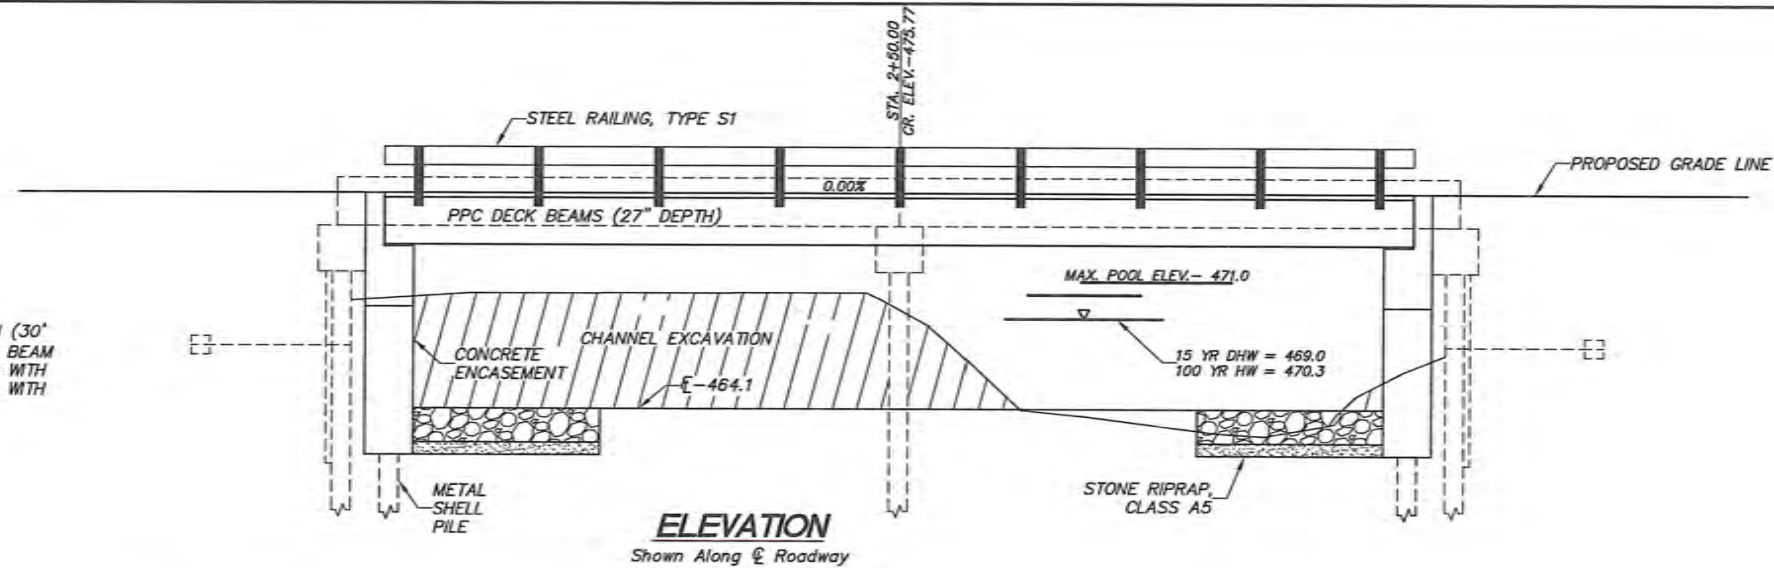 STA. 2+50.00
CR. ELEV.-475.77
STEEL RAILING, TYPE S1
PROPOSED GRADE LINE
0.00%
PPC DECK BEAMS (27" DEPTH)
MAX. POOL ELEV.- 471.0
(30°
BEAM
WITH
WITH
CHANNEL EXCAVATION
CONCRETE
ENCASEMENT
15 YR DHW = 469.0
100 YR HW = 470.3
℄-464.1
METAL
SHELL
PILE
STONE RIPRAP,
CLASS A5
ELEVATION
Shown Along ℄ Roadway